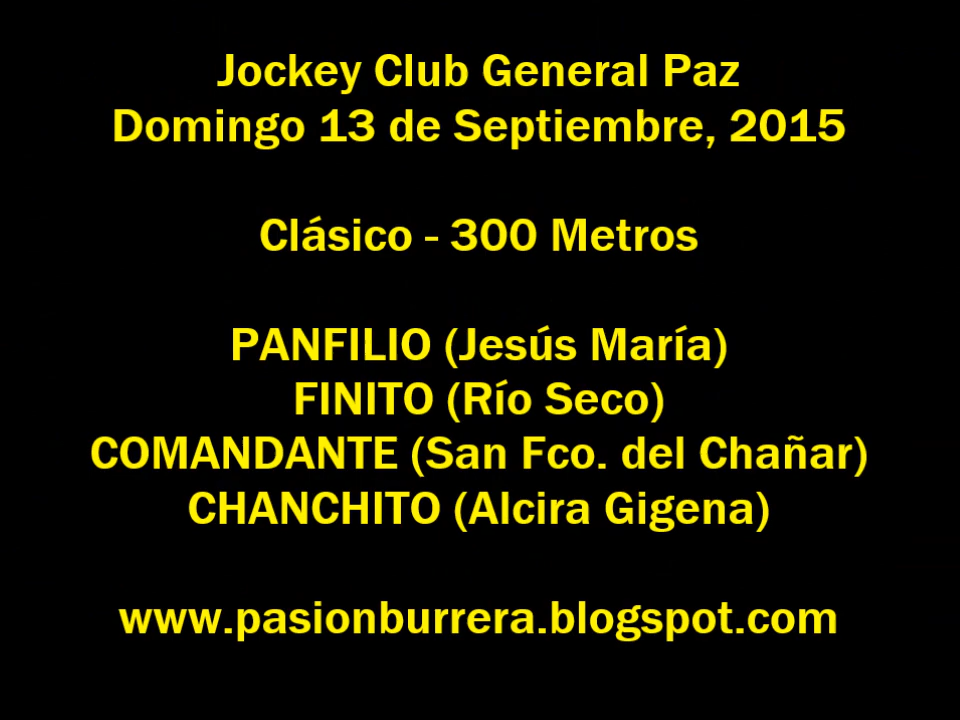 Jockey Club General Paz
Domingo 13 de Septiembre, 2015
Clásico - 300 Metros
PANFILIO (Jesús María)
FINITO (Río Seco)
COMANDANTE (San Fco. del Chañar)
CHANCHITO (Alcira Gigena)
www.pasionburrera.blogspot.com